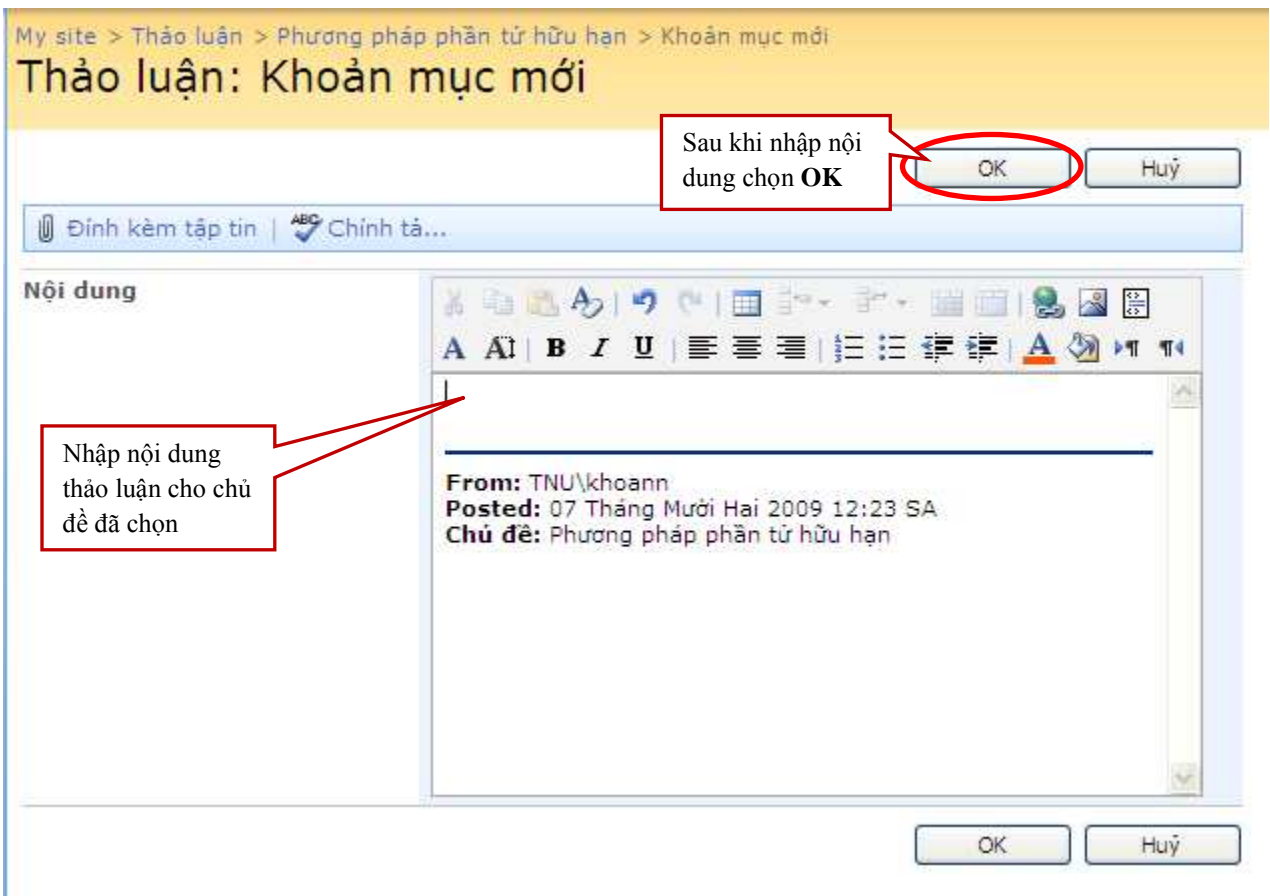 My site > Thảo luận > Phương pháp phần tử hữu hạn > Khoản mục mới
Thảo luận: Khoản mục mới
Sau khi nhập nội
dung chọn OK
OK
Huỷ
Đính kèm tập tin | ABC Chính tả...
Nội dung
A A B I U A
Nhập nội dung
thảo luận cho chủ
đề đã chọn
From: TNU\khoann
Posted: 07 Tháng Mười Hai 2009 12:23 SA
Chủ đề: Phương pháp phần tử hữu hạn
OK
Huỷ